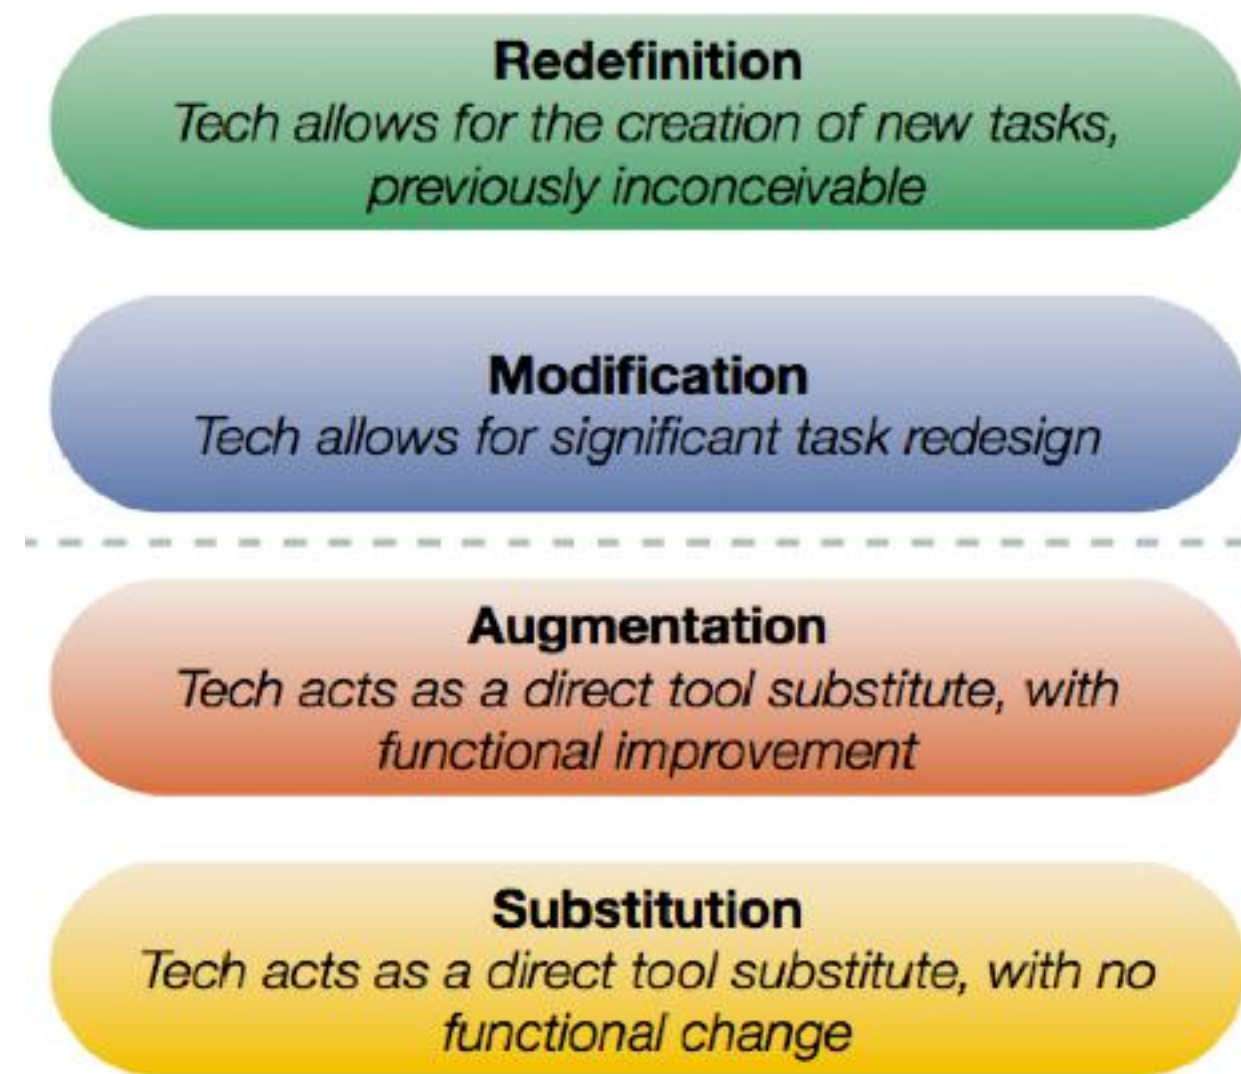 Redefinition
Tech allows for the creation of new tasks,
previously inconceivable
Modification
Tech allows for significant task redesign
Augmentation
Tech acts as a direct tool substitute, with
functional improvement
Substitution
Tech acts as a direct tool substitute, with no
functional change